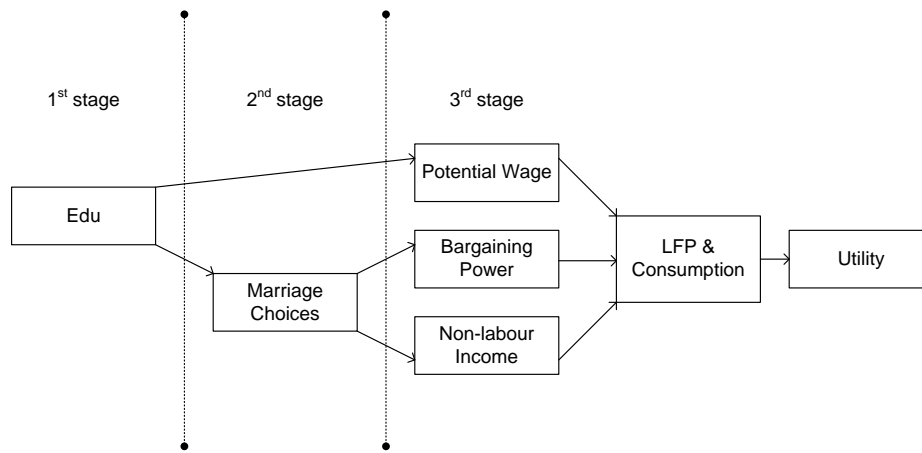 1st stage
2nd stage
3rd stage
Edu
Marriage
Choices
Potential Wage
Bargaining
Power
Non-labour
Income
LFP &
Consumption
Utility